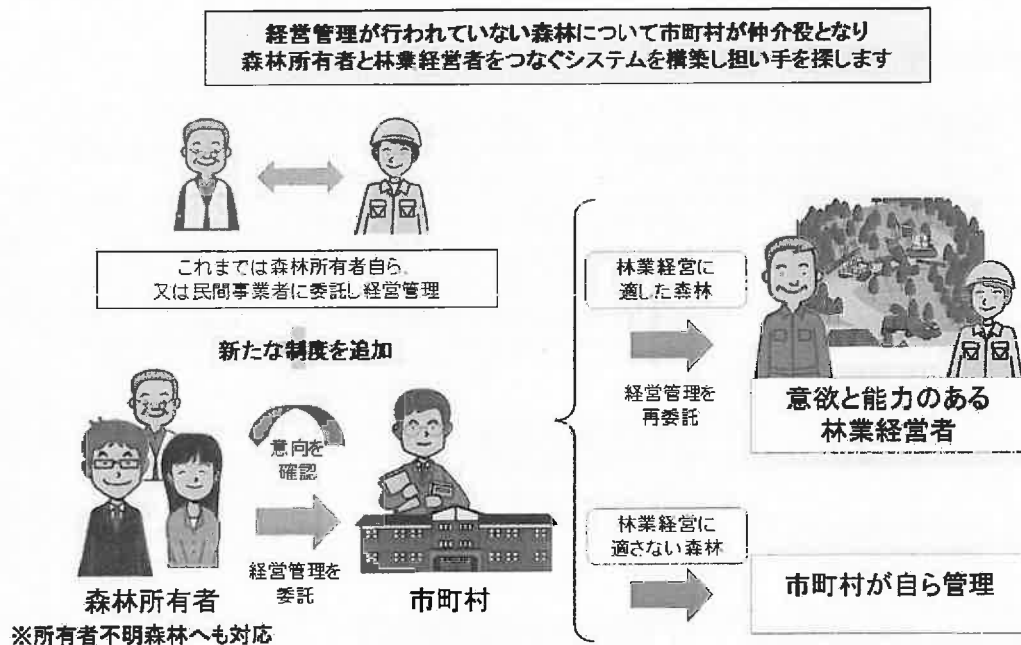 経営管理が行われていない森林について市町村が仲介役となり
森林所有者と林業経営者をつなぐシステムを構築し担い手を探します
これまでは森林所有者自ら、
又は民間事業者に委託し経営管理
新たな制度を追加
意向を
確認
経営管理を
委託
森林所有者
※所有者不明森林へも対応
市町村
林業経営に
適した森林
経営管理を
再委託
意欲と能力のある
林業経営者
林業経営に
適さない森林
市町村が自ら管理